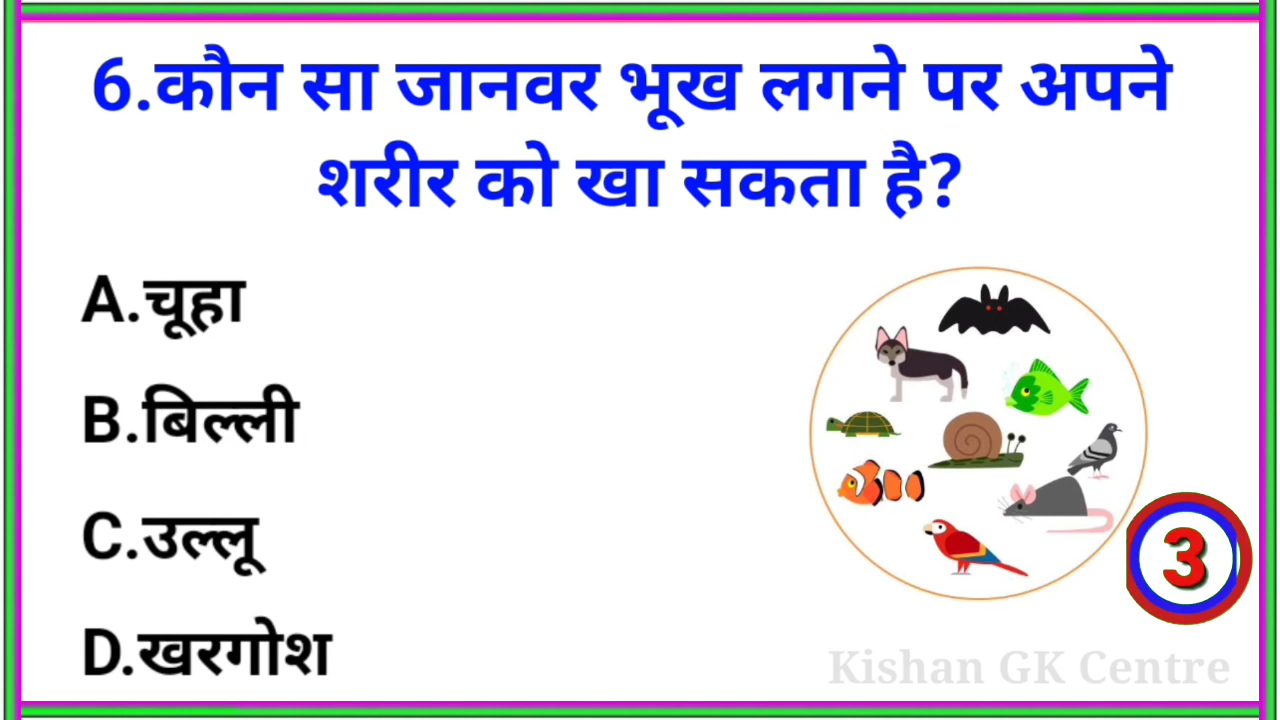 6.कौन सा जानवर भूख लगने पर अपने
शरीर को खा सकता है?
A.चूहा
B.बिल्ली
C.उल्लू
D.खरगोश
3
Kishan GK Centre